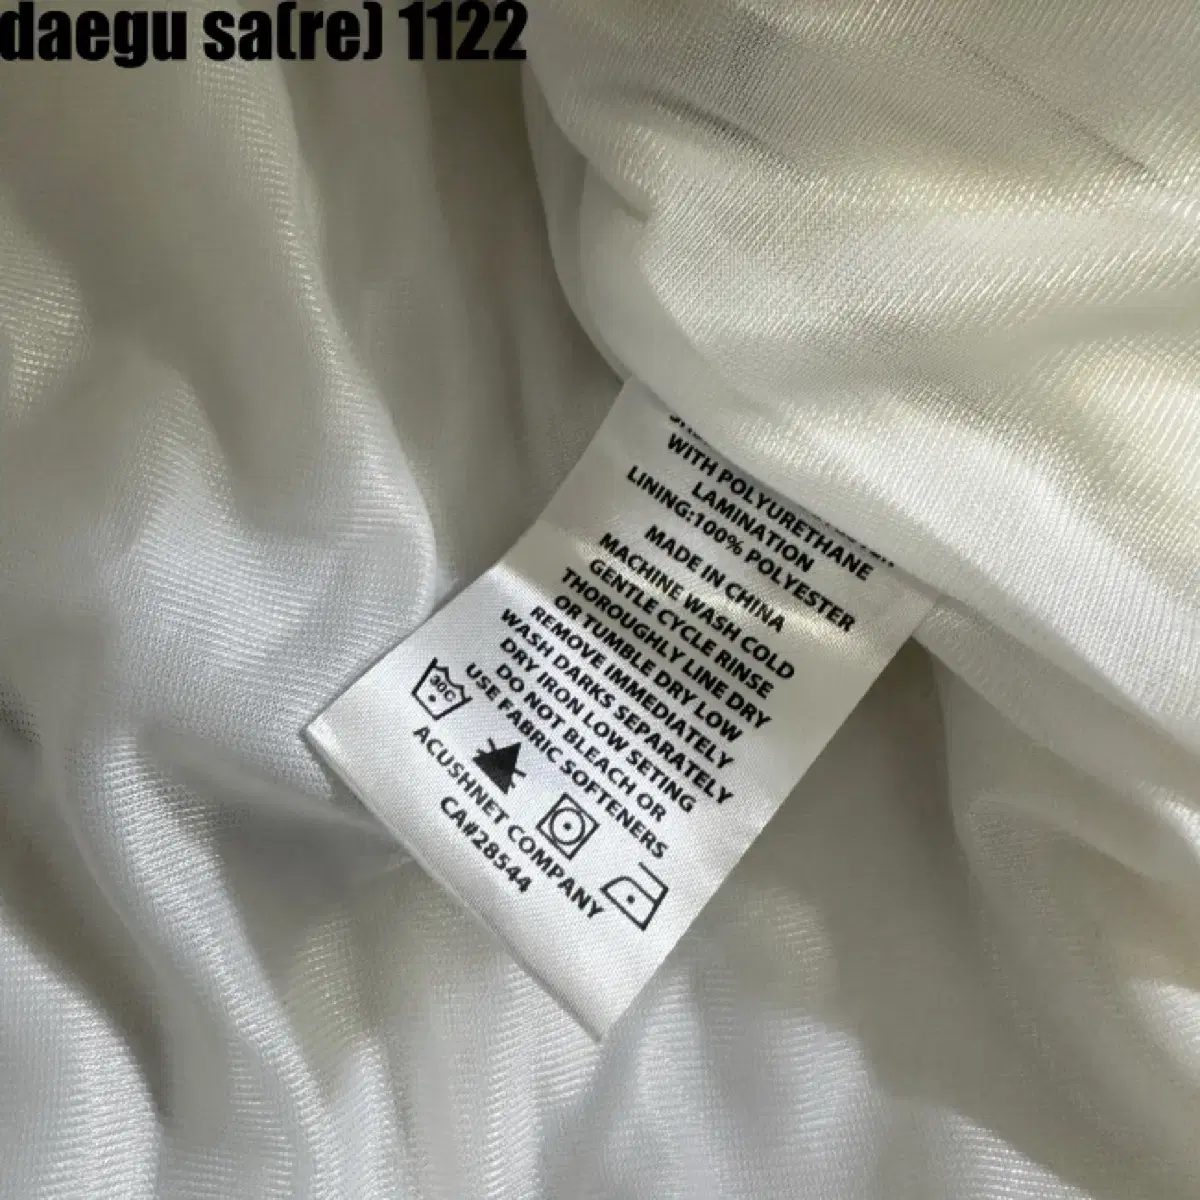 daegu sa(re) 1122
WITH POLYURETHANE
LAMINATION
LINING:100% POLYESTER
MADE IN CHINA
MACHINE WASH COLD
GENTLE CYCLE RINSE
THOROUGHLY LINE DRY
OR TUMBLE DRY LOW
REMOVE IMMEDIATELY
WASH DARKS SEPARATELY
DRY IRON LOW SETING
DO NOT BLEACH OR
USE FABRIC SOFTENERS
30C
ACUSHNET COMPANY
CA#28544